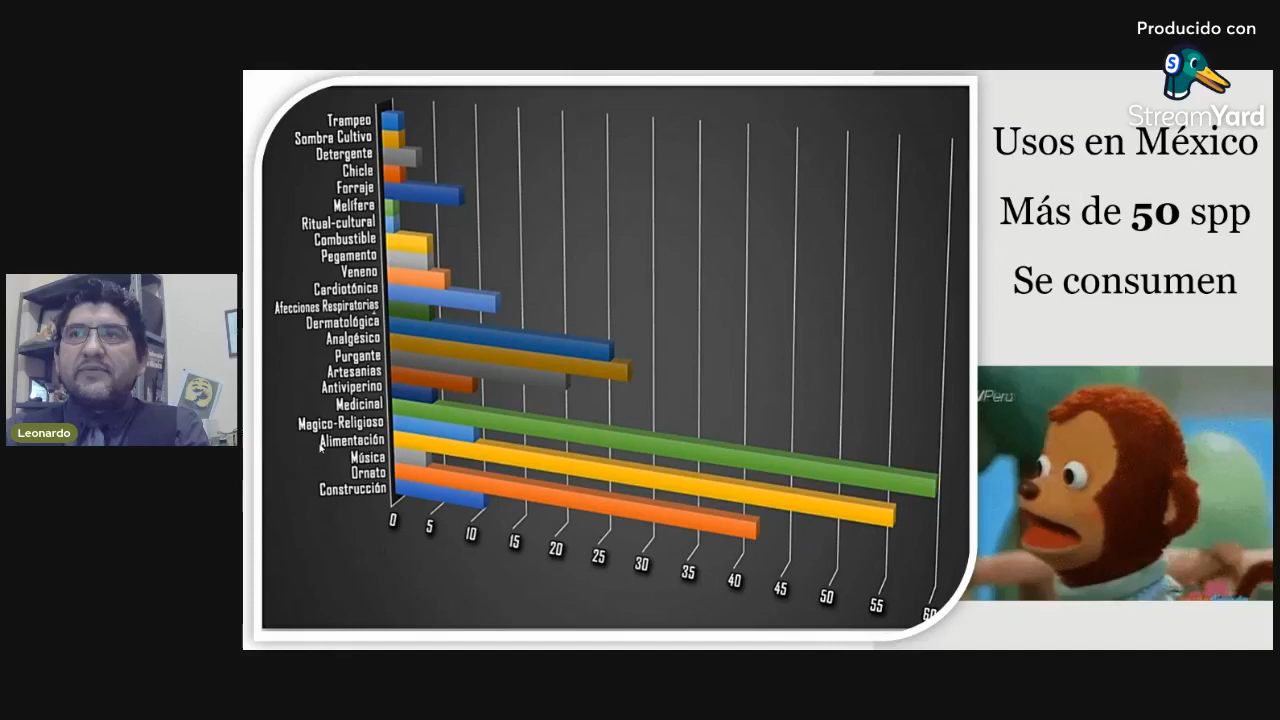 Producido con
StreamYard
Usos en México
Más de 50 spp
Se consumen
Trampeo
Sombra Cultivo
Detergente
Chicle
Forraje
Melífera
Ritual-cultural
Combustible
Pegamento
Veneno
Cardiotónica
Afecciones Respiratorias
Dermatológica
Analgésico
Purgante
Artesanias
Antiviperino
Medicinal
Magico-Religioso
Alimentación
Música
Ornato
Construcción
0 5 10 15 20 25 30 35 40 45 50 55 60
Leonardo